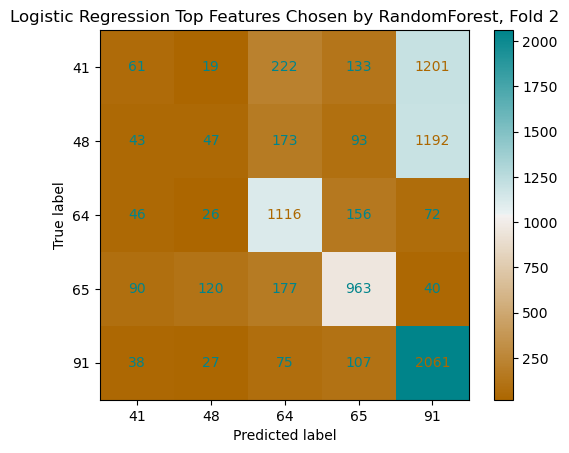 Logistic Regression Top Features Chosen by RandomForest, Fold 2
41 61 19 222 133 1201
48 43 47 173 93 1192
64 46 26 1116 156 72
65 90 120 177 963 40
91 38 27 75 107 2061
41 48 64 65 91
Predicted label
True label
2000
1750
1500
1250
1000
750
500
250